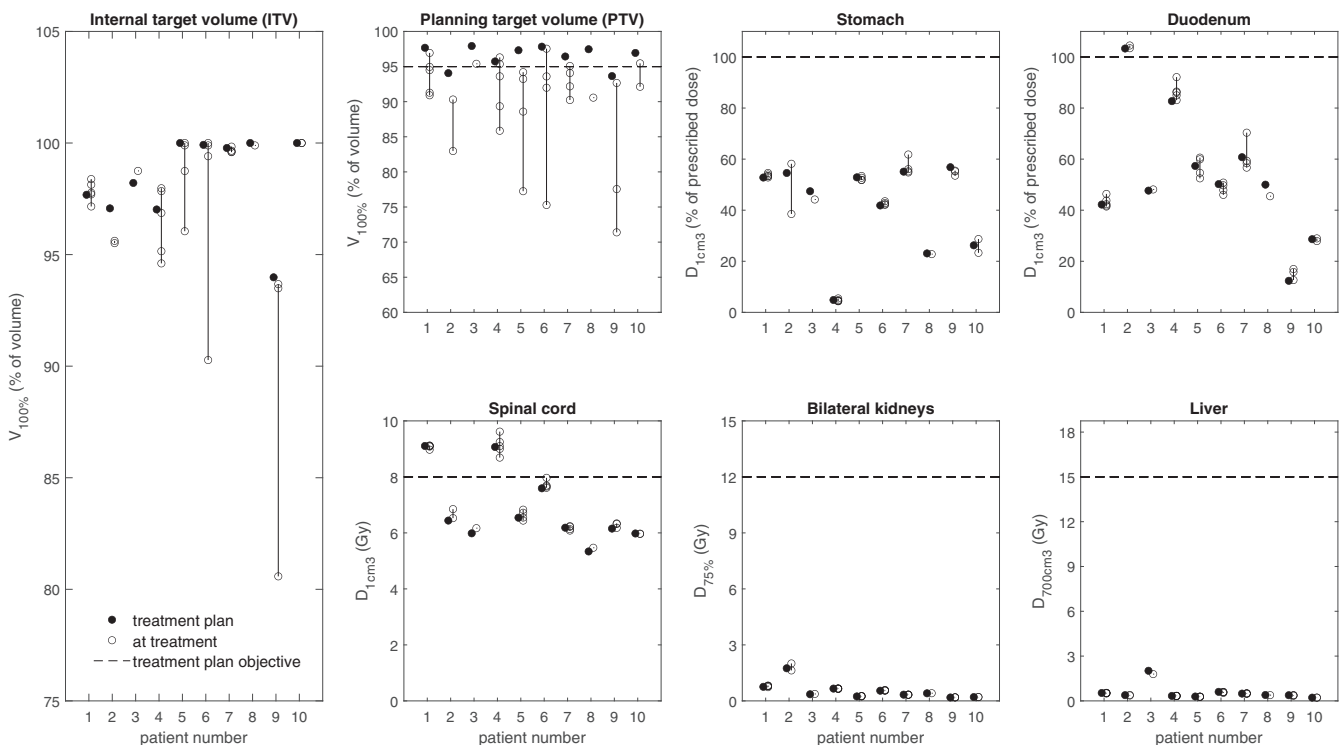 Internal target volume (ITV)
105
100
95
90
85
80
75
V100% (% of volume)
treatment plan
at treatment
treatment plan objective
1 2 3 4 5 6 7 8 9 10
patient number
Planning target volume (PTV)
100
95
90
85
80
75
70
65
60
V100% (% of volume)
1 2 3 4 5 6 7 8 9 10
Stomach
100
80
60
40
20
0
D1cm3 (% of prescribed dose)
1 2 3 4 5 6 7 8 9 10
Duodenum
100
80
60
40
20
0
D1cm3 (% of prescribed dose)
1 2 3 4 5 6 7 8 9 10
Spinal cord
10
8
6
4
2
0
D1cm3 (Gy)
1 2 3 4 5 6 7 8 9 10
patient number
Bilateral kidneys
15
12
9
6
3
0
D75% (Gy)
1 2 3 4 5 6 7 8 9 10
patient number
Liver
18
15
12
9
6
3
0
D700cm3 (Gy)
1 2 3 4 5 6 7 8 9 10
patient number